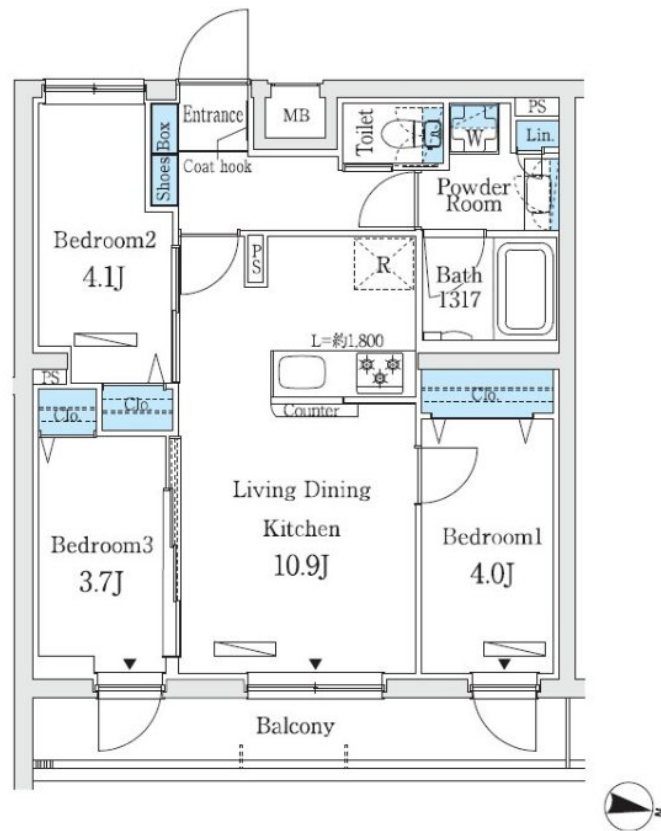 Entrance
MB
Toilet
W
PS
Lin.
Shoes Box
Coat hook
Powder
Room
Bedroom2
4.1J
PS
R
Bath
1317
L=約1,800
PS
Clo.
Clo.
Counter
Clo.
Living Dining
Kitchen
10.9J
Bedroom3
3.7J
Bedroom1
4.0J
Balcony
N